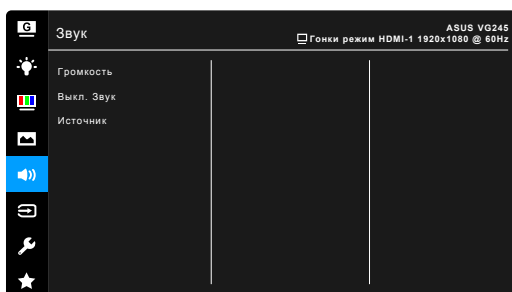 G
Звук
ASUS VG245
Гонки режим HDMI-1 1920x1080 @ 60Hz
Громкость
Выкл. Звук
Источник